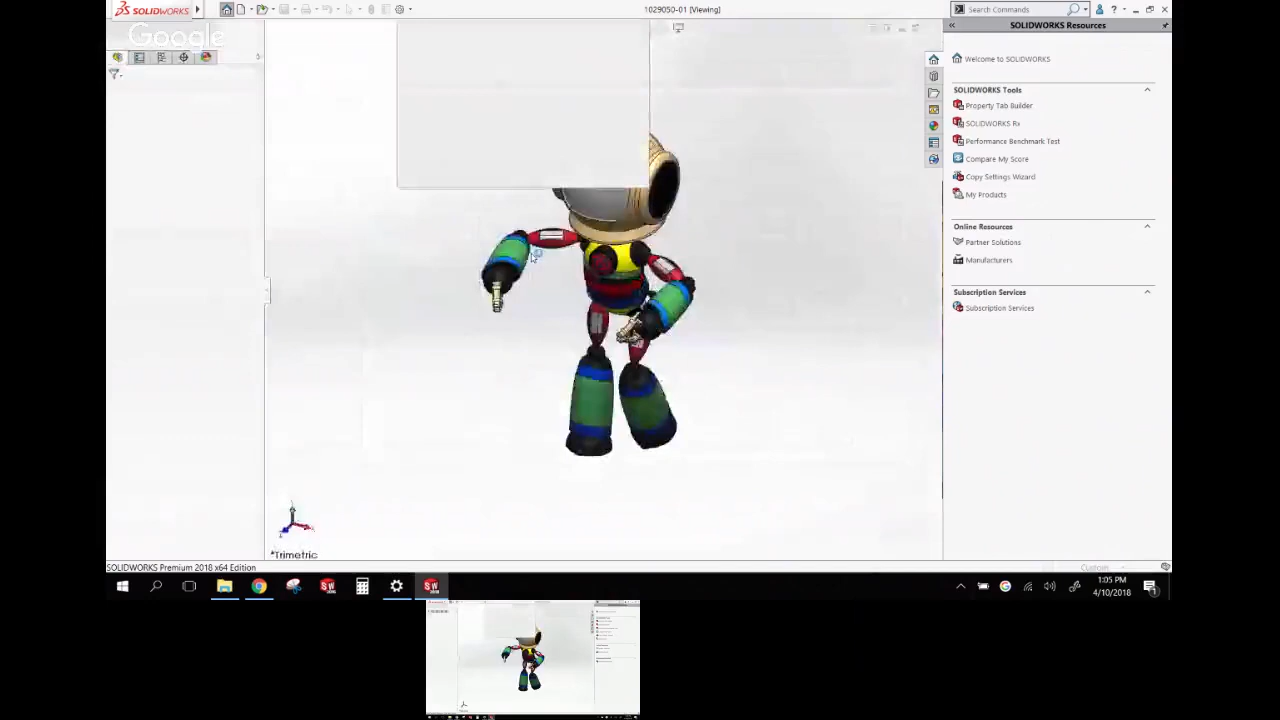 SOLIDWORKS
1029050-01 [Viewing]
Search Commands
Google
SOLIDWORKS Resources
Welcome to SOLIDWORKS
SOLIDWORKS Tools
Property Tab Builder
SOLIDWORKS Rx
Performance Benchmark Test
Compare My Score
Copy Settings Wizard
My Products
Online Resources
Partner Solutions
Manufacturers
Subscription Services
Subscription Services
*Trimetric
SOLIDWORKS Premium 2018 x64 Edition
Custom
1:05 PM
4/10/2018